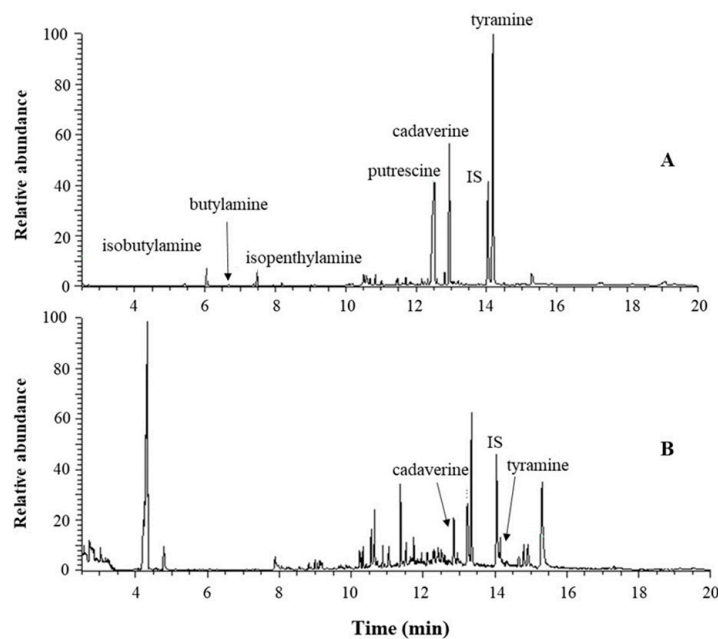 tyramine
100
80
cadaverine
60
putrescine
IS
A
40
butylamine
isobutylamine
isopenthylamine
20
0
Relative abundance
4 6 8 10 12 14 16 18 20
100
80
60
IS
B
cadaverine
tyramine
40
20
0
Relative abundance
4 6 8 10 12 14 16 18 20
Time (min)